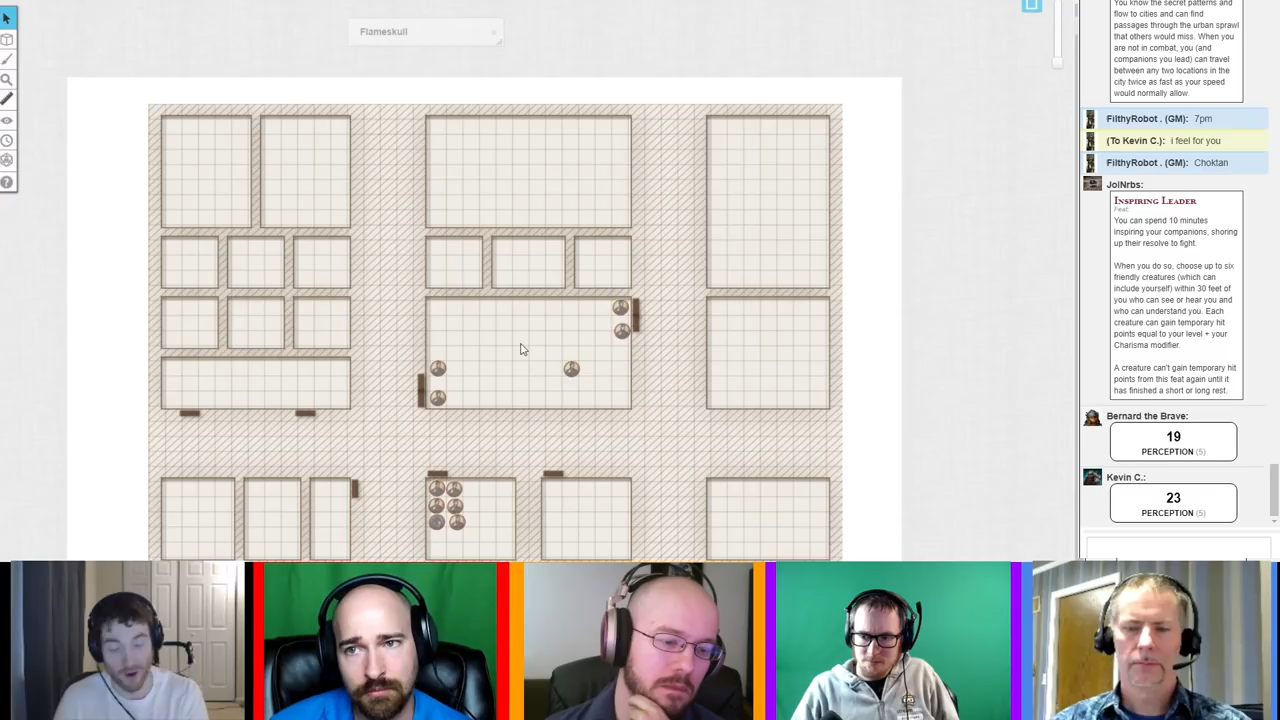 Flameskull
You know the secret patterns and
flow to cities and can find
passages through the urban sprawl
that others would miss. When you
are not in combat, you (and
companions you lead) can travel
between any two locations in the
city twice as fast as your speed
would normally allow.
FilthyRobot . (GM): 7pm
(To Kevin C.): i feel for you
FilthyRobot . (GM): Choktan
JolNrbs:
INSPIRING LEADER
Feat:
You can spend 10 minutes
inspiring your companions, shoring
up their resolve to fight.
When you do so, choose up to six
friendly creatures (which can
include yourself) within 30 feet of
you who can see or hear you and
who can understand you. Each
creature can gain temporary hit
points equal to your level + your
Charisma modifier.
A creature can't gain temporary hit
points from this feat again until it
has finished a short or long rest.
Bernard the Brave:
19
PERCEPTION (5)
Kevin C.:
23
PERCEPTION (5)